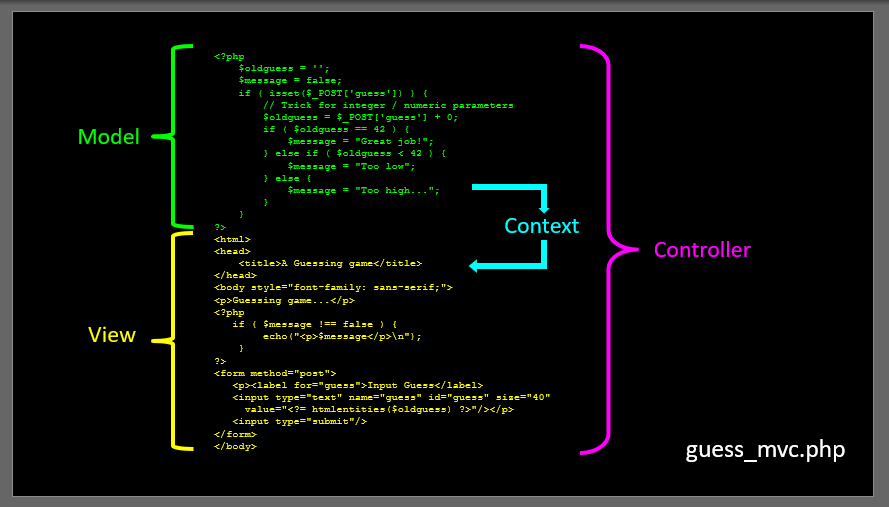 <?php
$oldguess = '';
$message = false;
if ( isset($_POST['guess']) ) {
// Trick for integer / numeric parameters
$oldguess = $_POST['guess'] + 0;
if ( $oldguess == 42 ) {
$message = "Great job!";
} else if ( $oldguess < 42 ) {
$message = "Too low";
} else {
$message = "Too high...";
}
}
?>
<html>
<head>
<title>A Guessing game</title>
</head>
<body style="font-family: sans-serif;">
<p>Guessing game...</p>
<?php
if ( $message !== false ) {
echo("<p>$message</p>\n");
}
?>
<form method="post">
<p><label for="guess">Input Guess</label>
<input type="text" name="guess" id="guess" size="40"
value="<?= htmlentities($oldguess) ?>"/></p>
<input type="submit"/>
</form>
</body>
Model
View
Context
Controller
guess_mvc.php